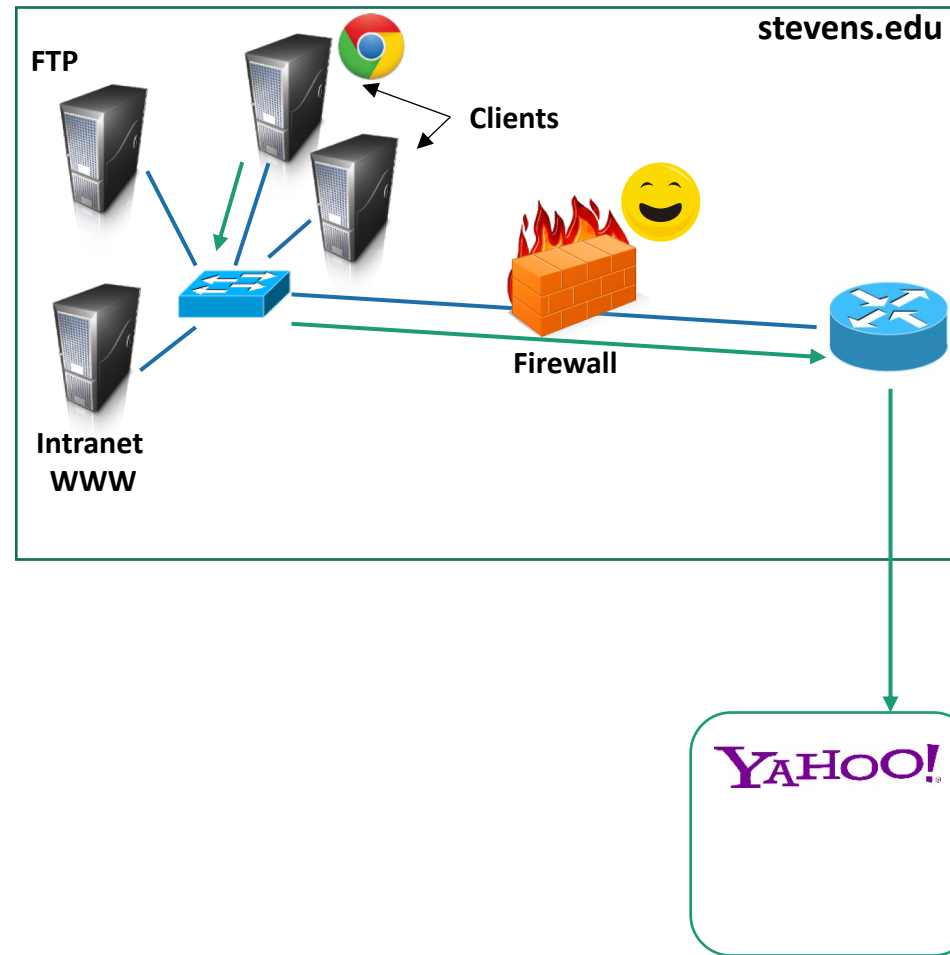 stevens.edu
FTP
Clients
Firewall
Intranet
WWW
YAHOO!